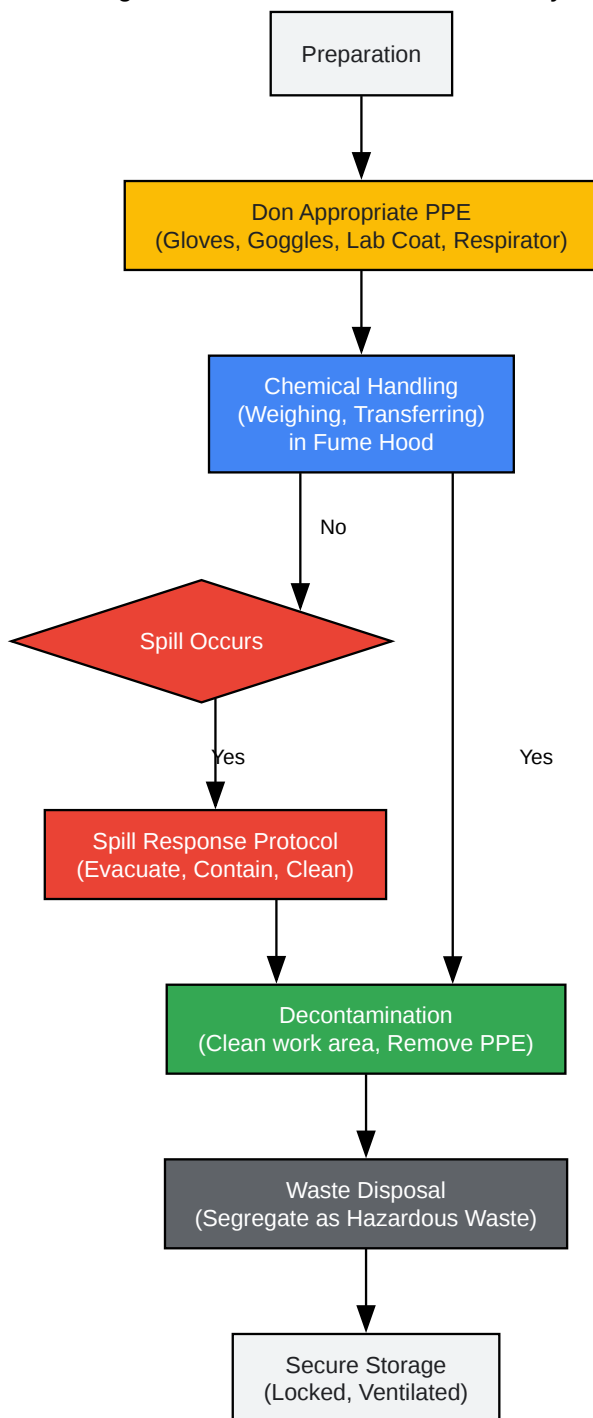 Preparation
Don Appropriate PPE
(Gloves, Goggles, Lab Coat, Respirator)
Chemical Handling
(Weighing, Transferring)
in Fume Hood
No
Spill Occurs
Yes
Yes
Spill Response Protocol
(Evacuate, Contain, Clean)
Decontamination
(Clean work area, Remove PPE)
Waste Disposal
(Segregate as Hazardous Waste)
Secure Storage
(Locked, Ventilated)